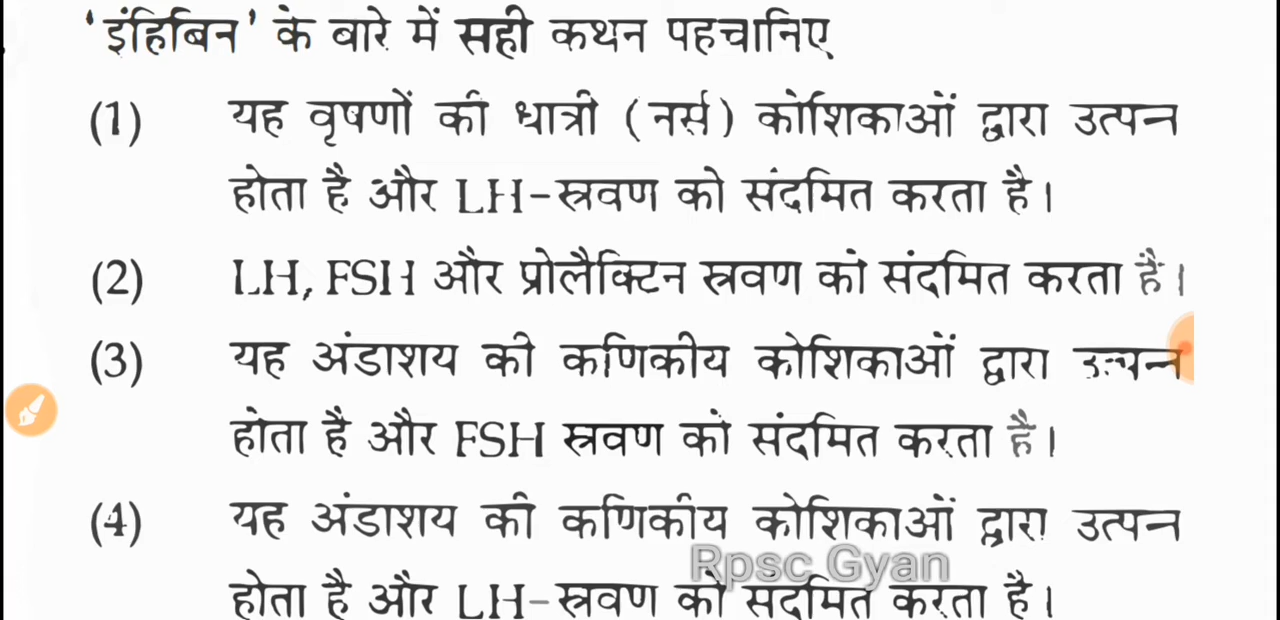 'इंहिबिन' के बारे में सही कथन पहचानिए
(1) यह वृषणों की धात्री (नर्स) कोशिकाओं द्वारा उत्पन्न
होता है और LH-स्रवण को संदमित करता है।
(2) LH, FSH और प्रोलैक्टिन स्रवण को संदमित करता है।
(3) यह अंडाशय की कणिकीय कोशिकाओं द्वारा उत्पन्न
होता है और FSH स्रवण को संदमित करता है।
(4) यह अंडाशय की कणिकीय कोशिकाओं द्वारा उत्पन्न
Rpsc Gyan
होता है और LH-स्रवण को संदमित करता है।